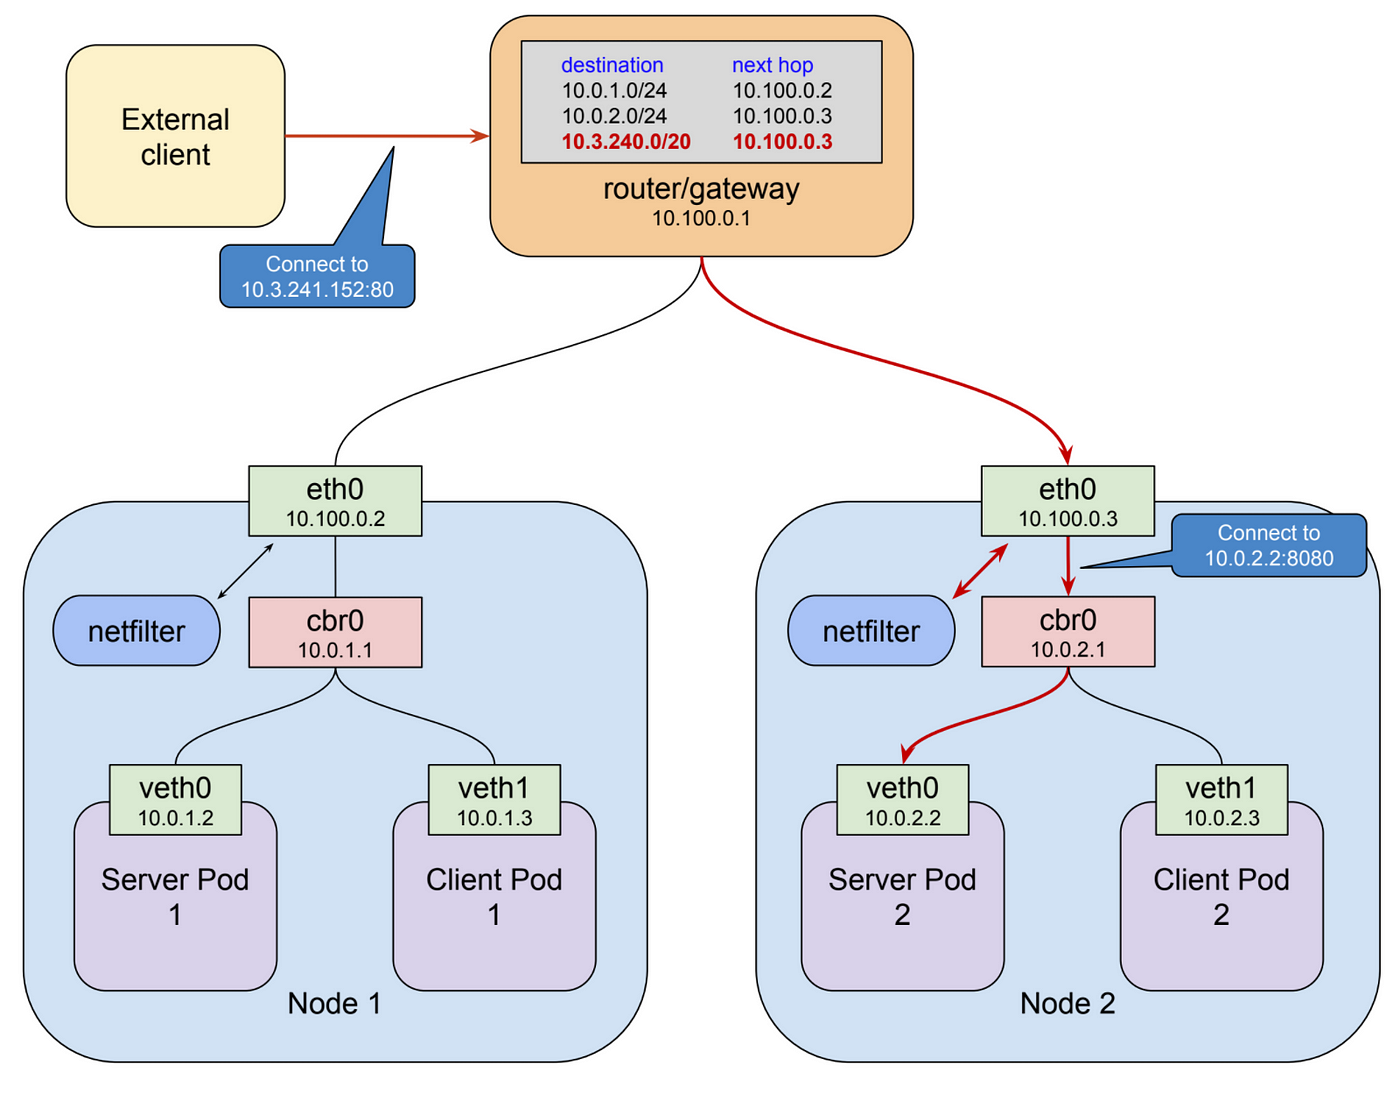 External
client
destination next hop
10.0.1.0/24 10.100.0.2
10.0.2.0/24 10.100.0.3
10.3.240.0/20 10.100.0.3
router/gateway
10.100.0.1
Connect to
10.3.241.152:80
eth0
10.100.0.2
netfilter
cbr0
10.0.1.1
veth0
10.0.1.2
Server Pod
1
veth1
10.0.1.3
Client Pod
1
Node 1
eth0
10.100.0.3
Connect to
10.0.2.2:8080
netfilter
cbr0
10.0.2.1
veth0
10.0.2.2
Server Pod
2
veth1
10.0.2.3
Client Pod
2
Node 2